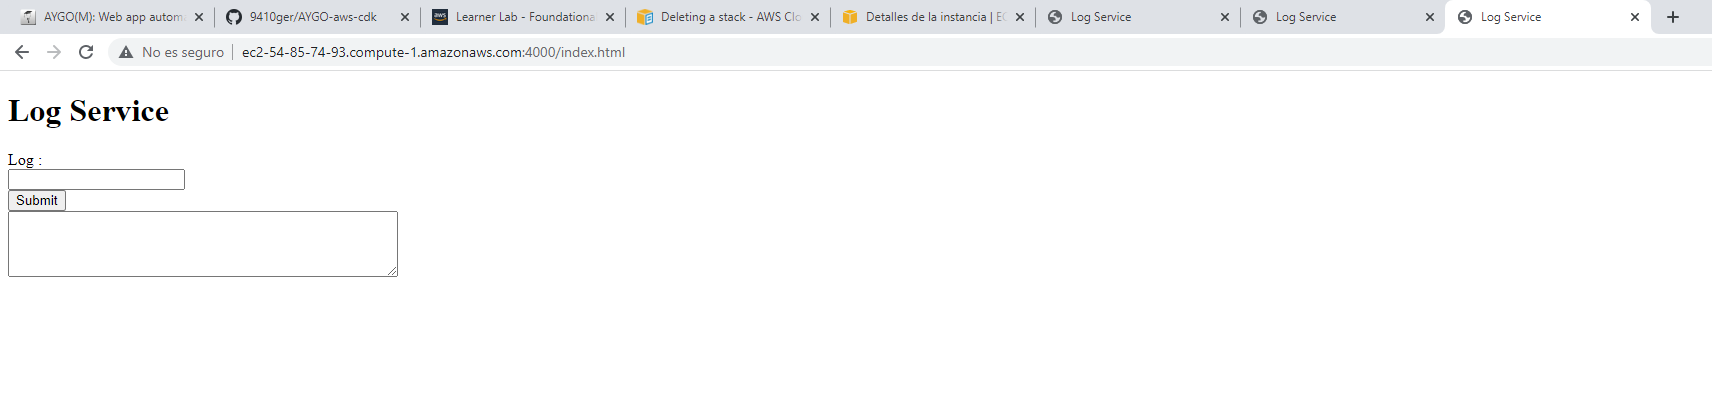 AYGO(M): Web app autom
9410ger/AYGO-aws-cdk
aws
Learner Lab - Foundationa
Deleting a stack - AWS Clo
Detalles de la instancia | EC
Log Service
Log Service
Log Service
No es seguro
ec2-54-85-74-93.compute-1.amazonaws.com:4000/index.html
Log Service
Log :
Submit